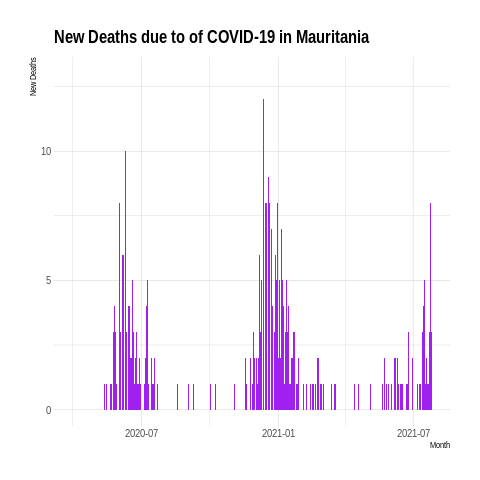 New Deaths due to of COVID-19 in Mauritania
New Deaths
10
5
0
2020-07
2021-01
2021-07
Month